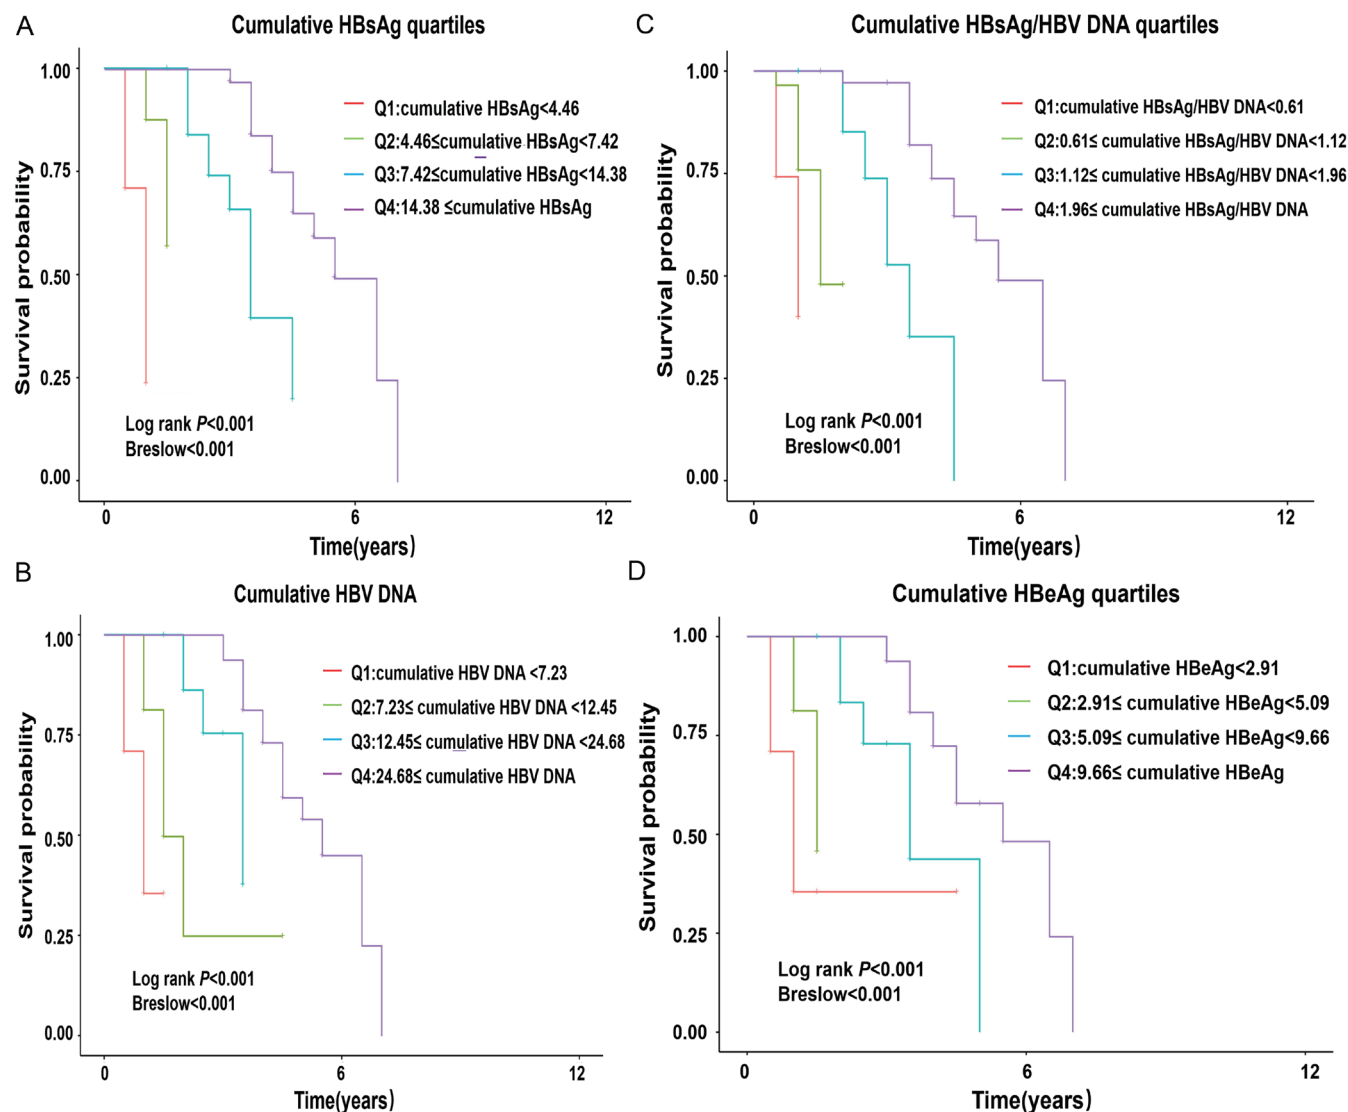 A
Cumulative HBsAg quartiles
Survival probability
1.00
0.75
0.50
0.25
0.00
Q1:cumulative HBsAg<4.46
Q2:4.46≤cumulative HBsAg<7.42
Q3:7.42≤cumulative HBsAg<14.38
Q4:14.38 ≤cumulative HBsAg
Log rank P<0.001
Breslow<0.001
0 6 12
Time(years)
C
Cumulative HBsAg/HBV DNA quartiles
Survival probability
1.00
0.75
0.50
0.25
0.00
Q1:cumulative HBsAg/HBV DNA<0.61
Q2:0.61≤ cumulative HBsAg/HBV DNA<1.12
Q3:1.12≤ cumulative HBsAg/HBV DNA<1.96
Q4:1.96≤ cumulative HBsAg/HBV DNA
Log rank P<0.001
Breslow<0.001
0 6 12
Time(years)
B
Cumulative HBV DNA
Survival probability
1.00
0.75
0.50
0.25
0.00
Q1:cumulative HBV DNA <7.23
Q2:7.23≤ cumulative HBV DNA <12.45
Q3:12.45≤ cumulative HBV DNA <24.68
Q4:24.68≤ cumulative HBV DNA
Log rank P<0.001
Breslow<0.001
0 6 12
Time(years)
D
Cumulative HBeAg quartiles
Survival probability
1.00
0.75
0.50
0.25
0.00
Q1:cumulative HBeAg<2.91
Q2:2.91≤ cumulative HBeAg<5.09
Q3:5.09≤ cumulative HBeAg<9.66
Q4:9.66≤ cumulative HBeAg
Log rank P<0.001
Breslow<0.001
0 6 12
Time(years)